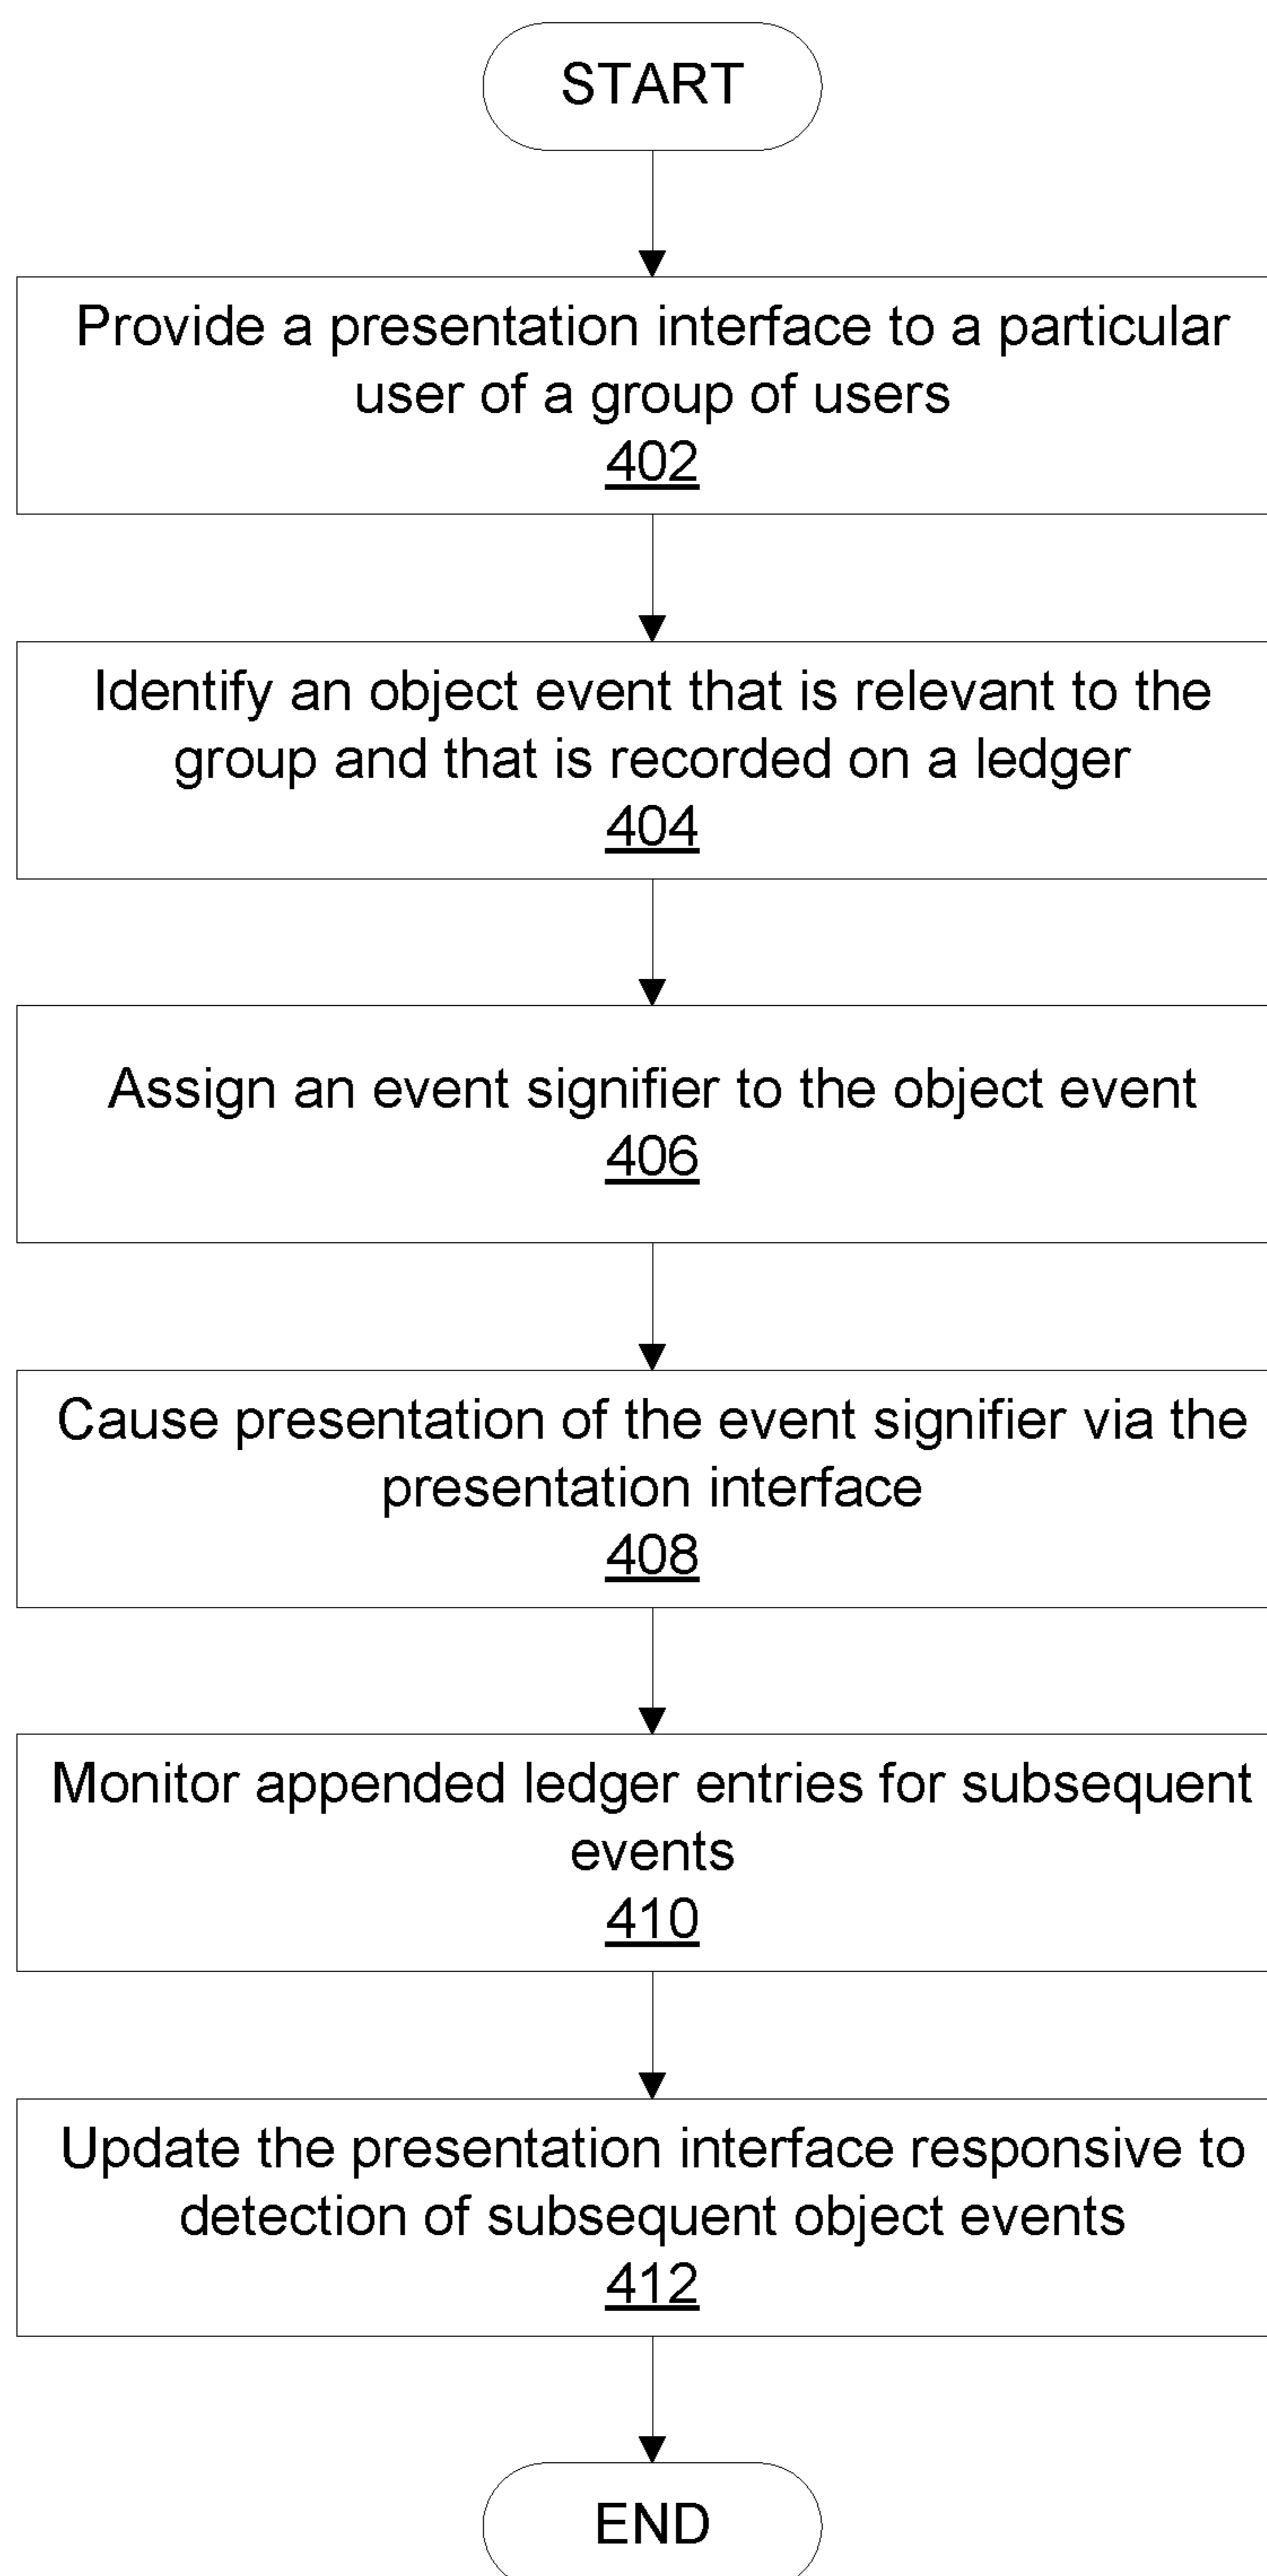 START
Provide a presentation interface to a particular
user of a group of users
402
Identify an object event that is relevant to the
group and that is recorded on a ledger
404
Assign an event signifier to the object event
406
Cause presentation of the event signifier via the
presentation interface
408
Monitor appended ledger entries for subsequent
events
410
Update the presentation interface responsive to
detection of subsequent object events
412
END